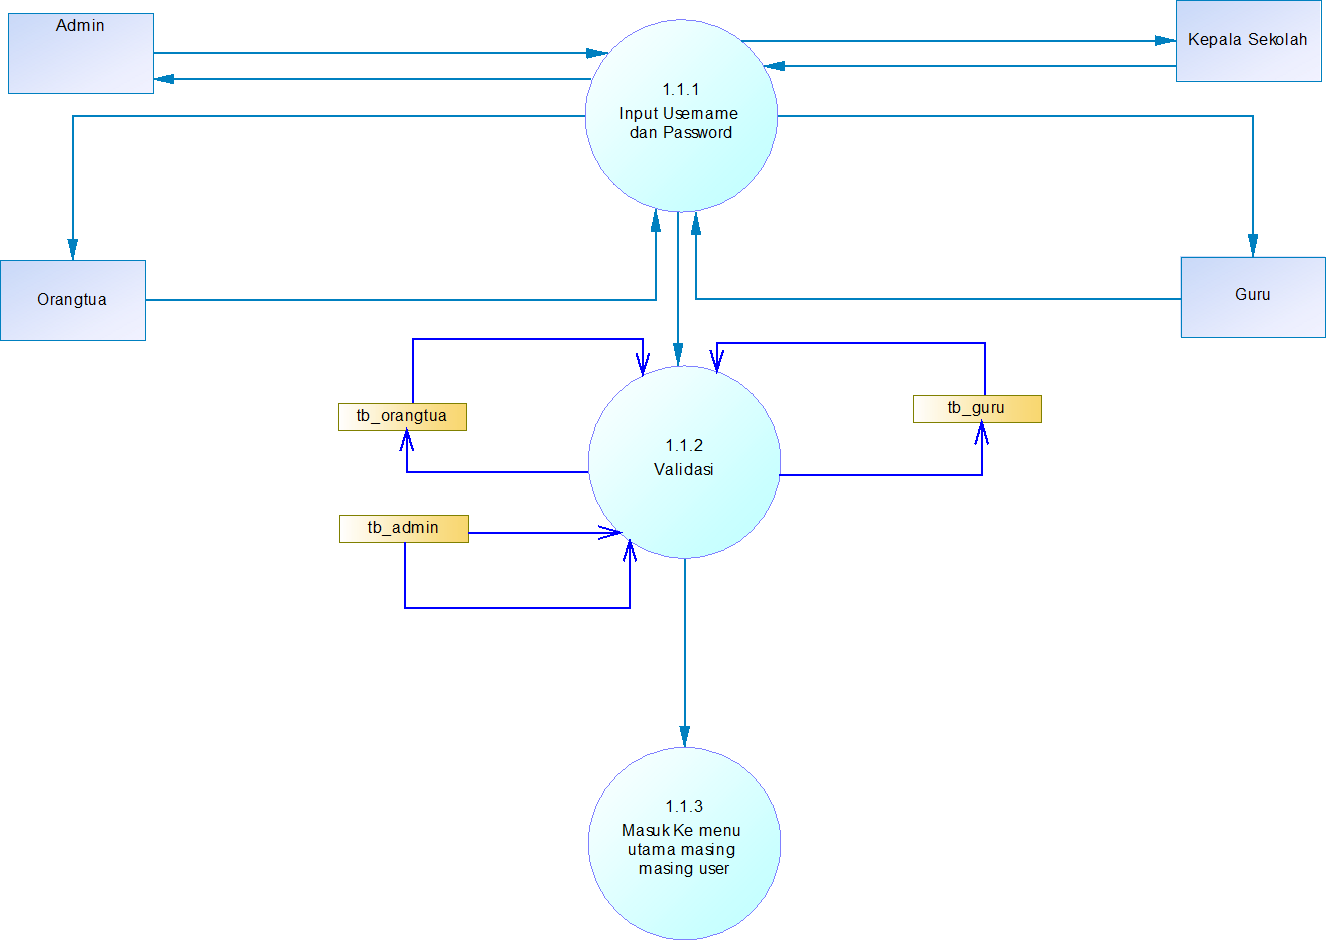 Admin
Kepala Sekolah
1.1.1
Input Username
dan Password
Orangtua
Guru
tb_orangtua
tb_guru
1.1.2
Validasi
tb_admin
1.1.3
Masuk Ke menu
utama masing
masing user